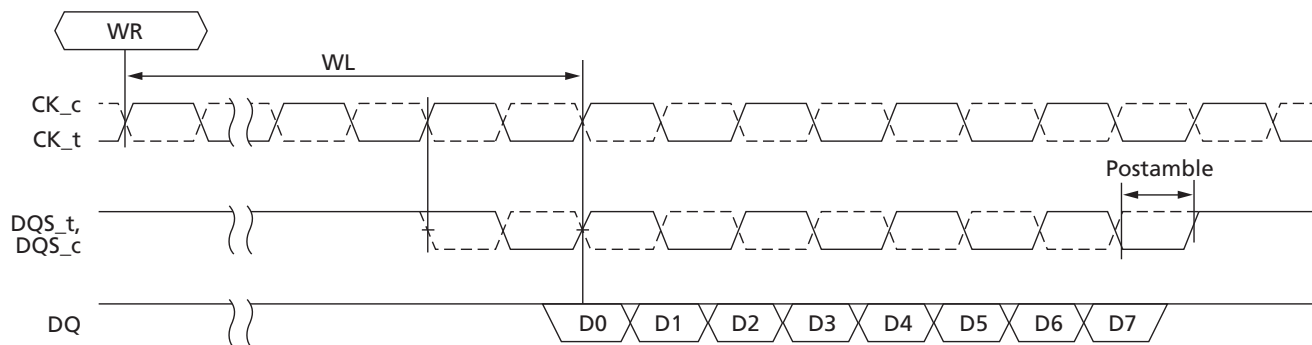 WR
WL
CK_c
CK_t
Postamble
DQS_t,
DQS_c
DQ
D0
D1
D2
D3
D4
D5
D6
D7